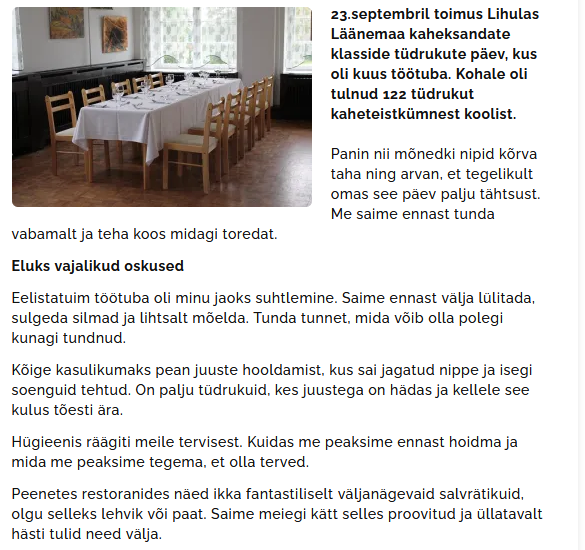 23.septembril toimus Lihulas
Läänemaa kaheksandate
klasside tüdrukute päev, kus
oli kuus töötuba. Kohale oli
tulnud 122 tüdrukut
kaheteistkümnest koolist.
Panin nii mõnedki nipid kõrva
taha ning arvan, et tegelikult
omas see päev palju tähtsust.
Me saime ennast tunda
vabamalt ja teha koos midagi toredat.
Eluks vajalikud oskused
Eelistatuim töötuba oli minu jaoks suhtlemine. Saime ennast välja lülitada,
sulgeda silmad ja lihtsalt mõelda. Tunda tunnet, mida võib olla polegi
kunagi tundnud.
Kõige kasulikumaks pean juuste hooldamist, kus sai jagatud nippe ja isegi
soenguid tehtud. On palju tüdrukuid, kes juustega on hädas ja kellele see
kulus tõesti ära.
Hügieenis räägiti meile tervisest. Kuidas me peaksime ennast hoidma ja
mida me peaksime tegema, et olla terved.
Peenetes restoranides näed ikka fantastiliselt väljanägevaid salvrätikuid,
olgu selleks lehvik või paat. Saime meiegi kätt selles proovitud ja üllatavalt
hästi tulid need välja.